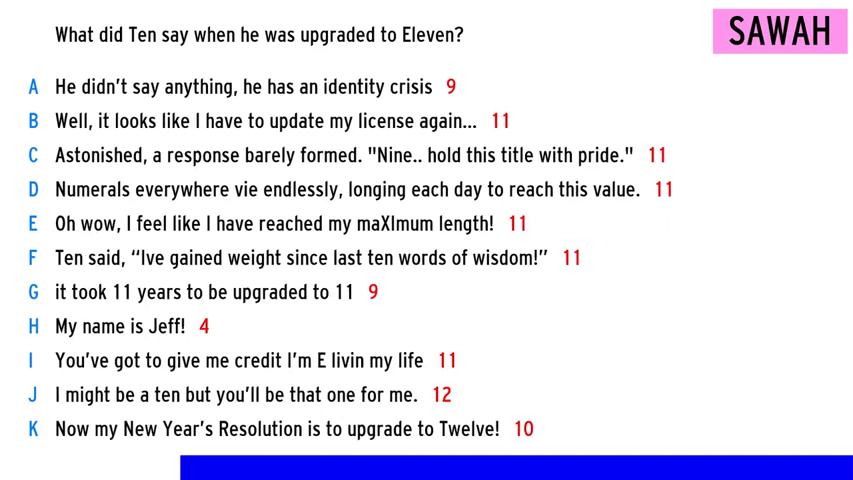 What did Ten say when he was upgraded to Eleven?
SAWAH
A He didn't say anything, he has an identity crisis 9
B Well, it looks like I have to update my license again... 11
C Astonished, a response barely formed. "Nine.. hold this title with pride." 11
D Numerals everywhere vie endlessly, longing each day to reach this value. 11
E Oh wow, I feel like I have reached my maXImum length! 11
F Ten said, “Ive gained weight since last ten words of wisdom!” 11
G it took 11 years to be upgraded to 11 9
H My name is Jeff! 4
I You've got to give me credit I'm E livin my life 11
J I might be a ten but you'll be that one for me. 12
K Now my New Year's Resolution is to upgrade to Twelve! 10